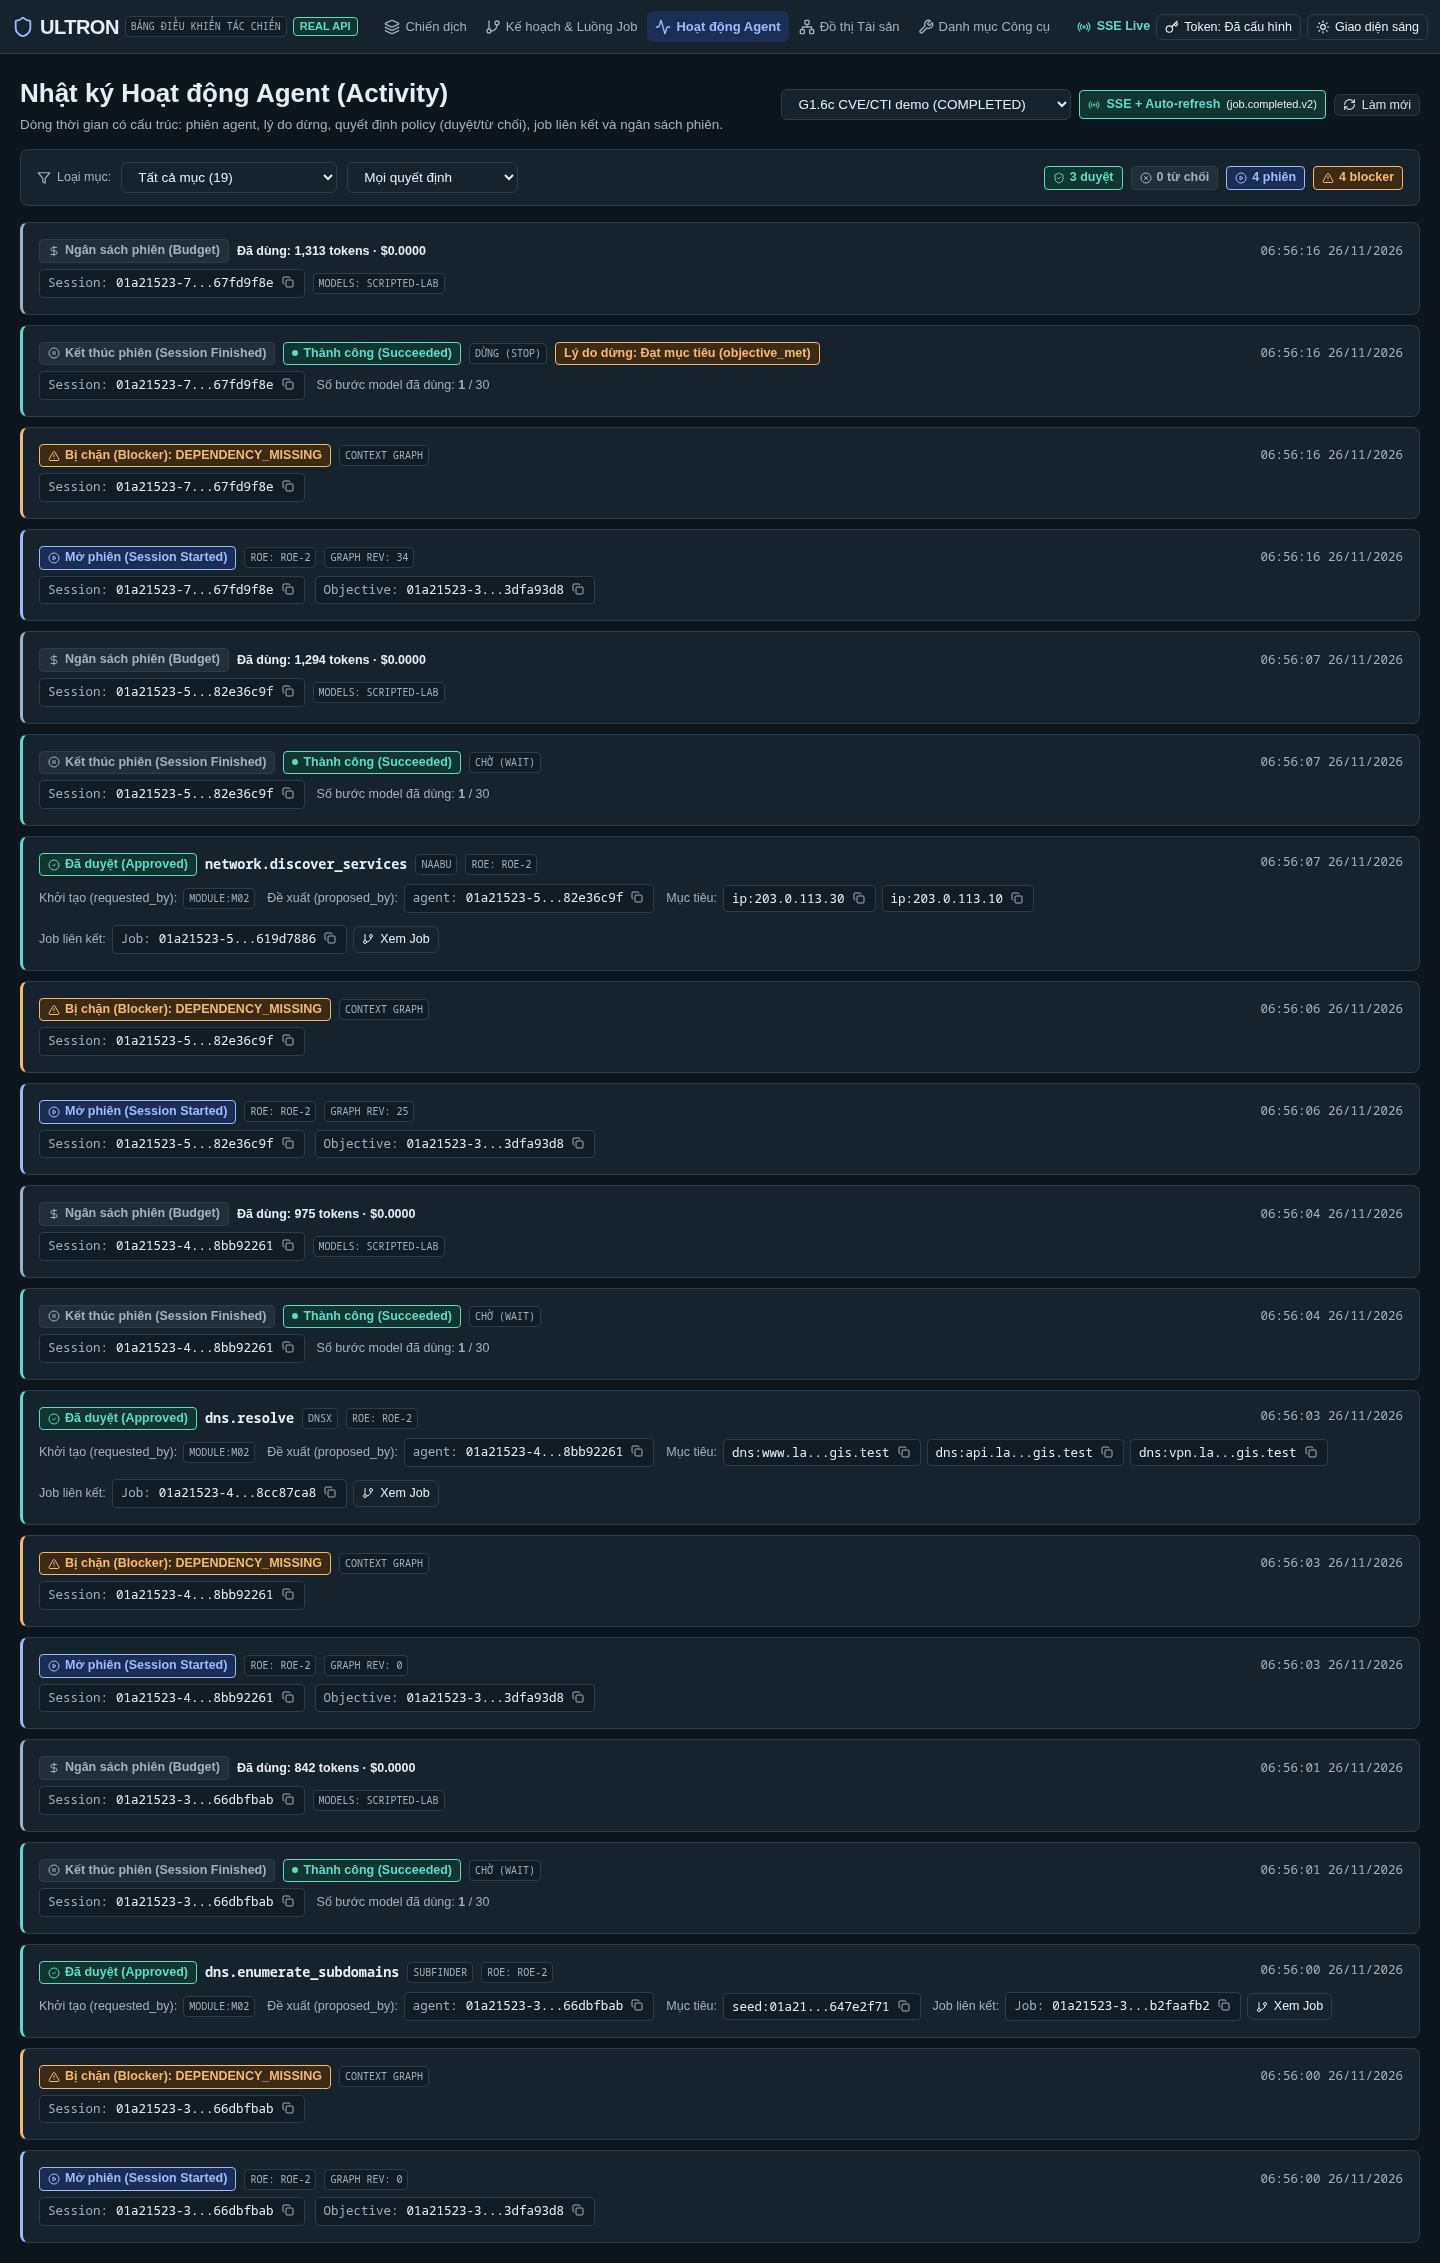 ULTRON BẢNG ĐIỀU KHIỂN TÁC CHIẾN REAL API Chiến dịch Kế hoạch & Luồng Job Hoạt động Agent Đồ thị Tài sản Danh mục Công cụ SSE Live Token: Đã cấu hình Giao diện sáng
Nhật ký Hoạt động Agent (Activity)
G1.6c CVE/CTI demo (COMPLETED) SSE + Auto-refresh (job.completed.v2) Làm mới
Dòng thời gian có cấu trúc: phiên agent, lý do dừng, quyết định policy (duyệt/từ chối), job liên kết và ngân sách phiên.
Loại mục: Tất cả mục (19) Mọi quyết định 3 duyệt 0 từ chối 4 phiên 4 blocker
Ngân sách phiên (Budget) Đã dùng: 1,313 tokens · $0.0000 06:56:16 26/11/2026
Session: 01a21523-7...67fd9f8e MODELS: SCRIPTED-LAB
Kết thúc phiên (Session Finished) Thành công (Succeeded) DỪNG (STOP) Lý do dừng: Đạt mục tiêu (objective_met) 06:56:16 26/11/2026
Session: 01a21523-7...67fd9f8e Số bước model đã dùng: 1 / 30
Bị chặn (Blocker): DEPENDENCY_MISSING CONTEXT GRAPH 06:56:16 26/11/2026
Session: 01a21523-7...67fd9f8e
Mở phiên (Session Started) ROE: ROE-2 GRAPH REV: 34 06:56:16 26/11/2026
Session: 01a21523-7...67fd9f8e Objective: 01a21523-3...3dfa93d8
Ngân sách phiên (Budget) Đã dùng: 1,294 tokens · $0.0000 06:56:07 26/11/2026
Session: 01a21523-5...82e36c9f MODELS: SCRIPTED-LAB
Kết thúc phiên (Session Finished) Thành công (Succeeded) CHỜ (WAIT) 06:56:07 26/11/2026
Session: 01a21523-5...82e36c9f Số bước model đã dùng: 1 / 30
Đã duyệt (Approved) network.discover_services NAABU ROE: ROE-2 06:56:07 26/11/2026
Khởi tạo (requested_by): MODULE:M02 Đề xuất (proposed_by): agent: 01a21523-5...82e36c9f Mục tiêu: ip:203.0.113.30 ip:203.0.113.10
Job liên kết: Job: 01a21523-5...619d7886 Xem Job
Bị chặn (Blocker): DEPENDENCY_MISSING CONTEXT GRAPH 06:56:06 26/11/2026
Session: 01a21523-5...82e36c9f
Mở phiên (Session Started) ROE: ROE-2 GRAPH REV: 25 06:56:06 26/11/2026
Session: 01a21523-5...82e36c9f Objective: 01a21523-3...3dfa93d8
Ngân sách phiên (Budget) Đã dùng: 975 tokens · $0.0000 06:56:04 26/11/2026
Session: 01a21523-4...8bb92261 MODELS: SCRIPTED-LAB
Kết thúc phiên (Session Finished) Thành công (Succeeded) CHỜ (WAIT) 06:56:04 26/11/2026
Session: 01a21523-4...8bb92261 Số bước model đã dùng: 1 / 30
Đã duyệt (Approved) dns.resolve DNSX ROE: ROE-2 06:56:03 26/11/2026
Khởi tạo (requested_by): MODULE:M02 Đề xuất (proposed_by): agent: 01a21523-4...8bb92261 Mục tiêu: dns:www.la...gis.test dns:api.la...gis.test dns:vpn.la...gis.test
Job liên kết: Job: 01a21523-4...8cc87ca8 Xem Job
Bị chặn (Blocker): DEPENDENCY_MISSING CONTEXT GRAPH 06:56:03 26/11/2026
Session: 01a21523-4...8bb92261
Mở phiên (Session Started) ROE: ROE-2 GRAPH REV: 0 06:56:03 26/11/2026
Session: 01a21523-4...8bb92261 Objective: 01a21523-3...3dfa93d8
Ngân sách phiên (Budget) Đã dùng: 842 tokens · $0.0000 06:56:01 26/11/2026
Session: 01a21523-3...66dbfbab MODELS: SCRIPTED-LAB
Kết thúc phiên (Session Finished) Thành công (Succeeded) CHỜ (WAIT) 06:56:01 26/11/2026
Session: 01a21523-3...66dbfbab Số bước model đã dùng: 1 / 30
Đã duyệt (Approved) dns.enumerate_subdomains SUBFINDER ROE: ROE-2 06:56:00 26/11/2026
Khởi tạo (requested_by): MODULE:M02 Đề xuất (proposed_by): agent: 01a21523-3...66dbfbab Mục tiêu: seed:01a21...647e2f71 Job liên kết: Job: 01a21523-3...b2faafb2 Xem Job
Bị chặn (Blocker): DEPENDENCY_MISSING CONTEXT GRAPH 06:56:00 26/11/2026
Session: 01a21523-3...66dbfbab
Mở phiên (Session Started) ROE: ROE-2 GRAPH REV: 0 06:56:00 26/11/2026
Session: 01a21523-3...66dbfbab Objective: 01a21523-3...3dfa93d8